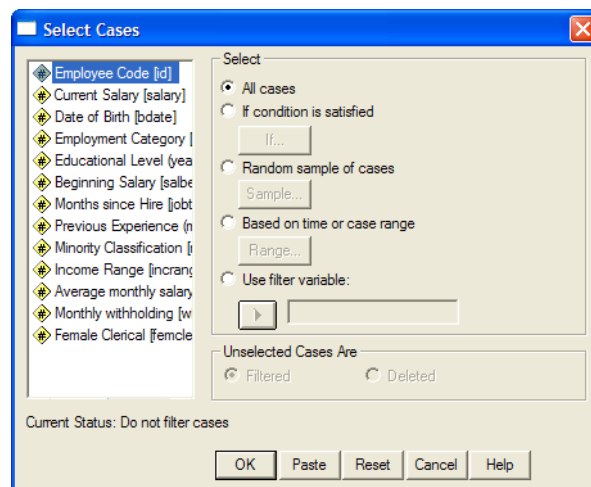 Select Cases
Employee Code [id]
Current Salary [salary]
Date of Birth [bdate]
Employment Category [
Educational Level (yea
Beginning Salary [salbe
Months since Hire [jobt
Previous Experience (n
Minority Classification [
Income Range [incrang
Average monthly salary
Monthly withholding [w
Female Clerical [femcle
Select
All cases
If condition is satisfied
If...
Random sample of cases
Sample...
Based on time or case range
Range...
Use filter variable:
Unselected Cases Are
Filtered
Deleted
Current Status: Do not filter cases
OK
Paste
Reset
Cancel
Help